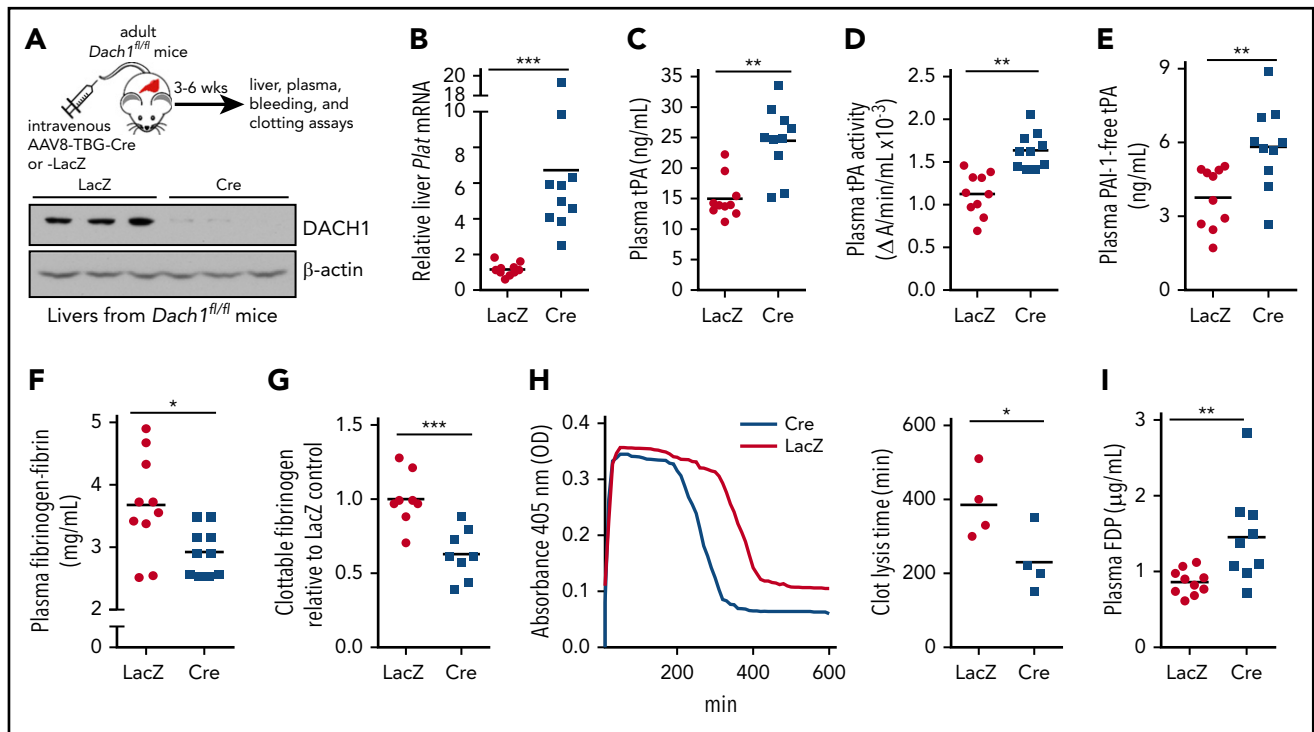 A
adult
Dach1fl/fl mice
3-6 wks
liver, plasma,
bleeding, and
clotting assays
intravenous
AAV8-TBG-Cre
or -LacZ
LacZ
Cre
DACH1
β-actin
Livers from Dach1fl/fl mice
B
Relative liver Plat mRNA
***
20
16
12
10
8
6
4
2
0
LacZ
Cre
C
Plasma tPA (ng/mL)
**
35
30
25
20
15
10
5
0
LacZ
Cre
D
Plasma tPA activity
(Δ A/min/mL x10-3)
**
2.5
2.0
1.5
1.0
0.5
0.0
LacZ
Cre
E
Plasma PAI-1-free tPA
(ng/mL)
**
9
6
3
0
LacZ
Cre
F
Plasma fibrinogen-fibrin
(mg/mL)
*
5
4
3
2
0
LacZ
Cre
G
Clottable fibrinogen
relative to LacZ control
***
1.5
1.0
0.5
0.0
LacZ
Cre
H
Absorbance 405 nm (OD)
0.4
0.3
0.2
0.1
0.0
Cre
LacZ
200
400
600
min
Clot lysis time (min)
*
600
400
200
0
LacZ
Cre
I
Plasma FDP (μg/mL)
**
3
2
1
0
LacZ
Cre